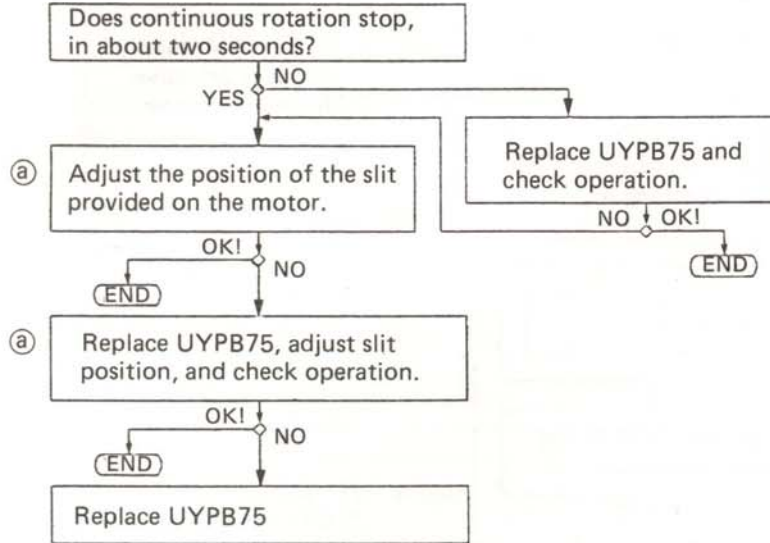 Does continuous rotation stop,
in about two seconds?
NO
YES
Replace UYPB75 and
check operation.
NO OK!
END
ⓐ
Adjust the position of the slit
provided on the motor.
OK!
NO
END
ⓐ
Replace UYPB75, adjust slit
position, and check operation.
OK!
NO
END
Replace UYPB75